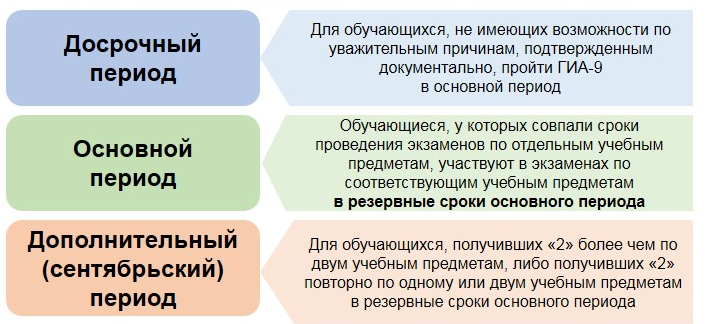 Досрочный
период
Для обучающихся, не имеющих возможности по
уважительным причинам, подтвержденным
документально, пройти ГИА-9
в основной период
Основной
период
Обучающиеся, у которых совпали сроки
проведения экзаменов по отдельным учебным
предметам, участвуют в экзаменах по
соответствующим учебным предметам
в резервные сроки основного периода
Дополнительный
(сентябрьский)
период
Для обучающихся, получивших «2» более чем по
двум учебным предметам, либо получивших «2»
повторно по одному или двум учебным предметам
в резервные сроки основного периода